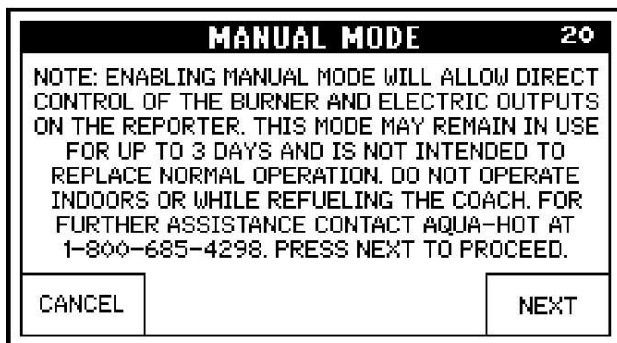 MANUAL MODE 20
NOTE: ENABLING MANUAL MODE WILL ALLOW DIRECT
CONTROL OF THE BURNER AND ELECTRIC OUTPUTS
ON THE REPORTER. THIS MODE MAY REMAIN IN USE
FOR UP TO 3 DAYS AND IS NOT INTENDED TO
REPLACE NORMAL OPERATION. DO NOT OPERATE
INDOORS OR WHILE REFUELING THE COACH. FOR
FURTHER ASSISTANCE CONTACT AQUA-HOT AT
1-800-685-4298. PRESS NEXT TO PROCEED.
CANCEL NEXT